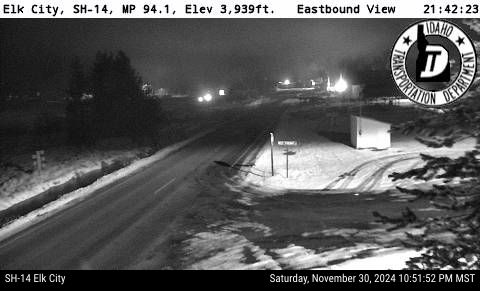 Elk City, SH-14, MP 94.1, Elev 3,939ft. Eastbound View 21:42:23
IDAHO
TRANSPORTATION DEPARTMENT
SH-14 Elk City
Saturday, November 30, 2024 10:51:52 PM MST